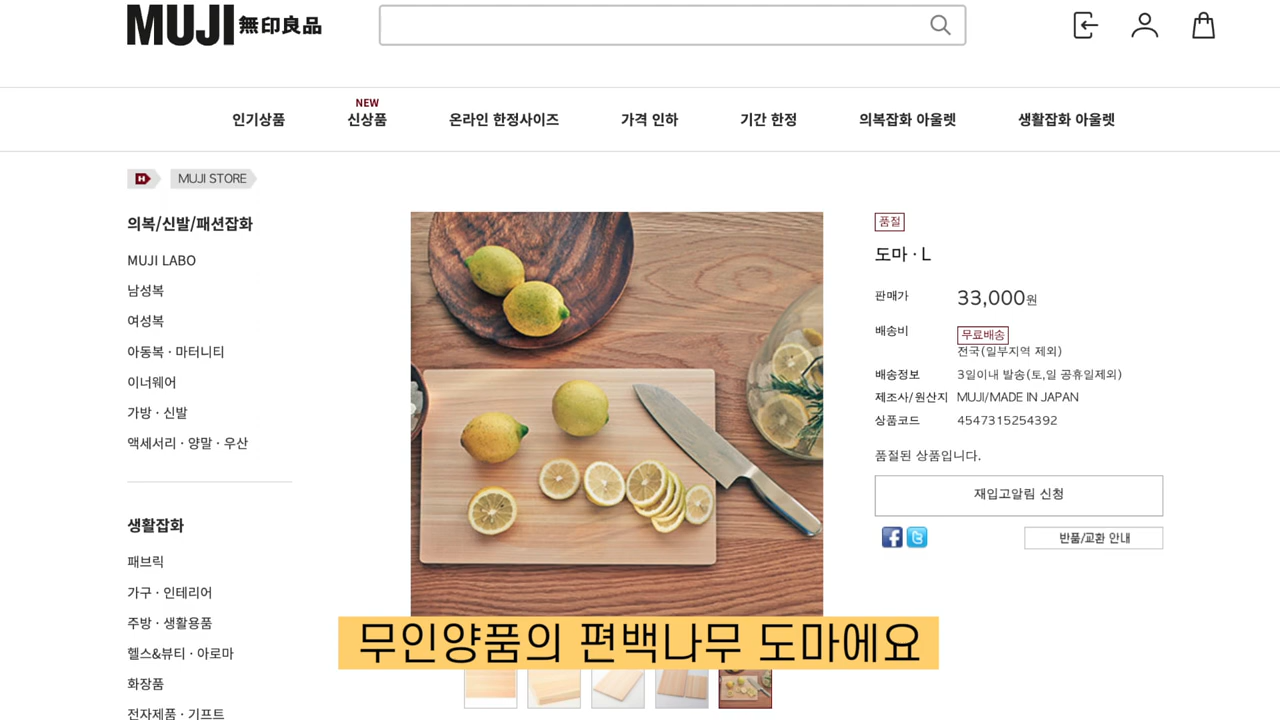 MUJI 無印良品
인기상품
NEW
신상품
온라인 한정사이즈
가격 인하
기간 한정
의복잡화 아울렛
생활잡화 아울렛
H
MUJI STORE
의복/신발/패션잡화
MUJI LABO
남성복
여성복
아동복 · 마터니티
이너웨어
가방 · 신발
액세서리 · 양말 · 우산
생활잡화
패브릭
가구 · 인테리어
주방 · 생활용품
헬스&뷰티 · 아로마
화장품
전자제품 · 기프트
품절
도마 · L
판매가 33,000원
배송비 무료배송
전국(일부지역 제외)
배송정보 3일이내 발송(토,일 공휴일제외)
제조사/원산지 MUJI/MADE IN JAPAN
상품코드 4547315254392
품절된 상품입니다.
재입고알림 신청
반품/교환 안내
무인양품의 편백나무 도마에요